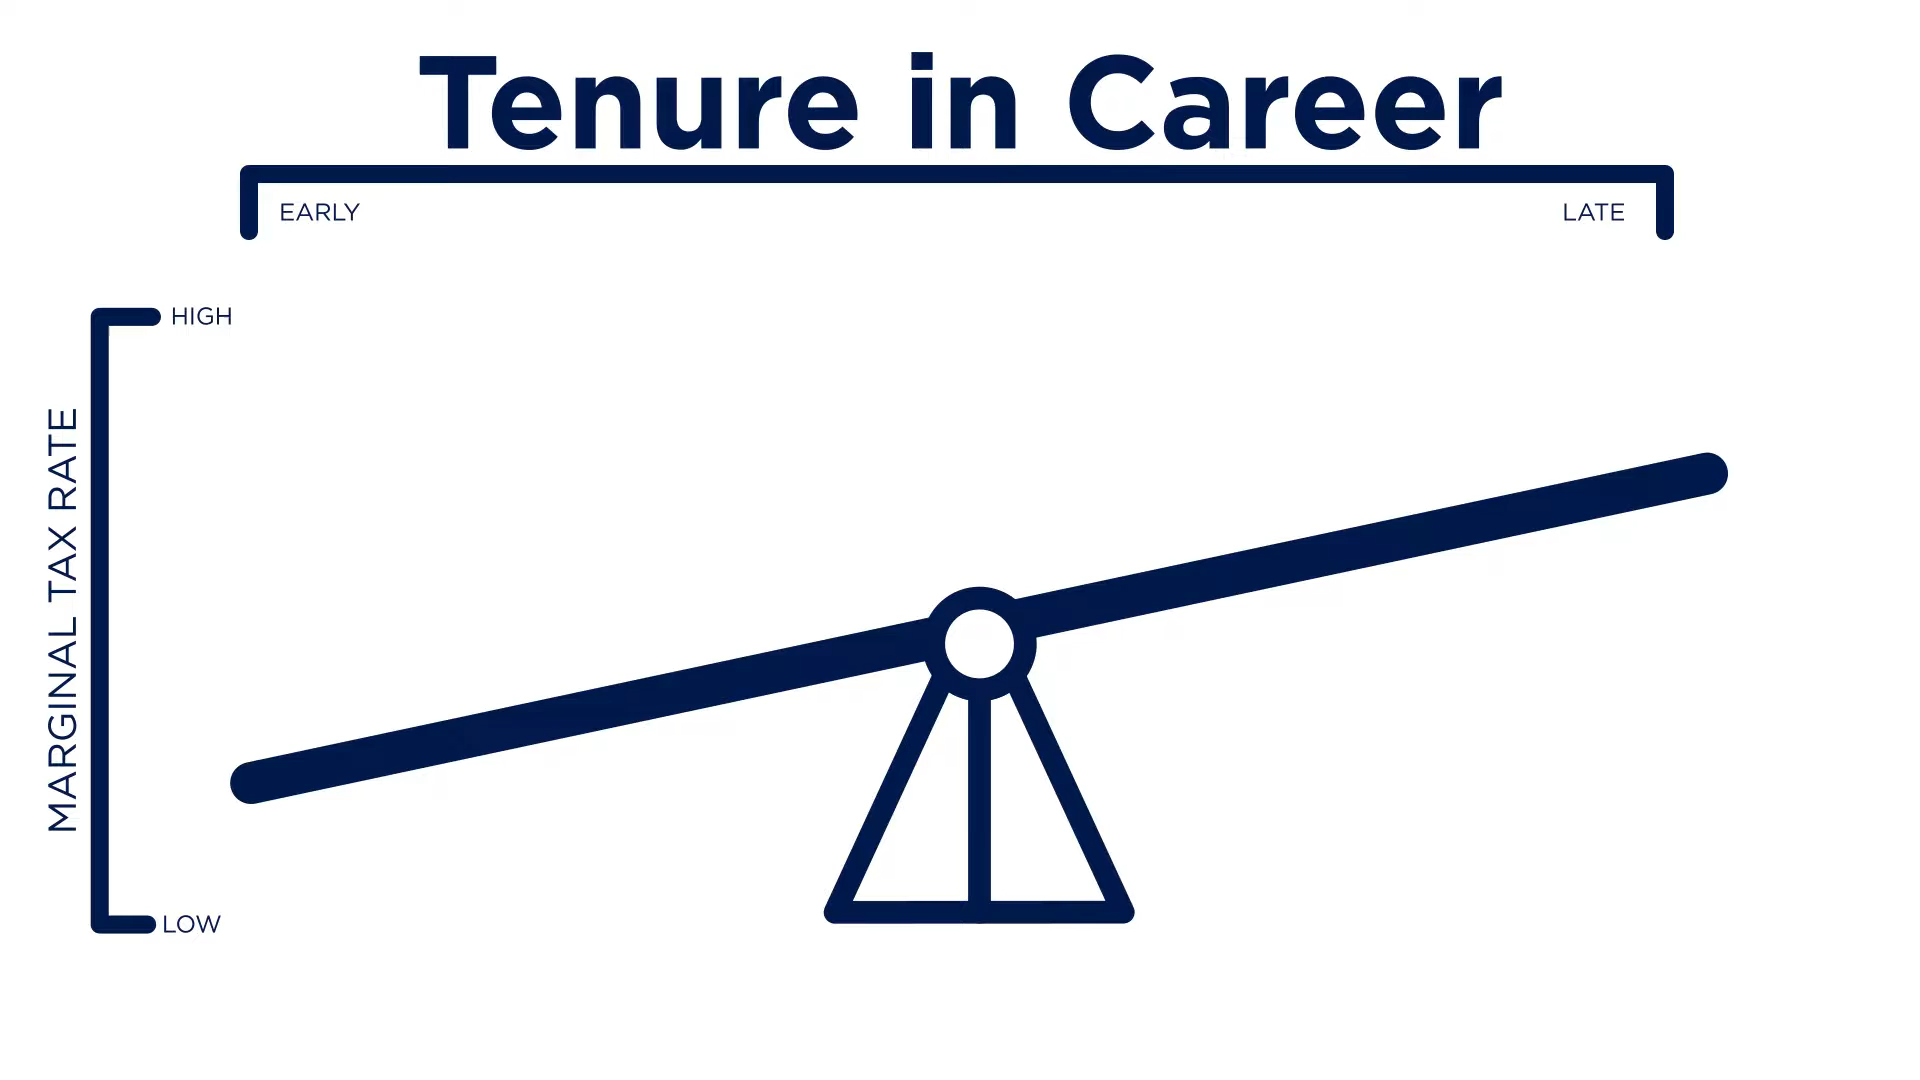 Tenure in Career
EARLY
LATE
HIGH
MARGINAL TAX RATE
LOW